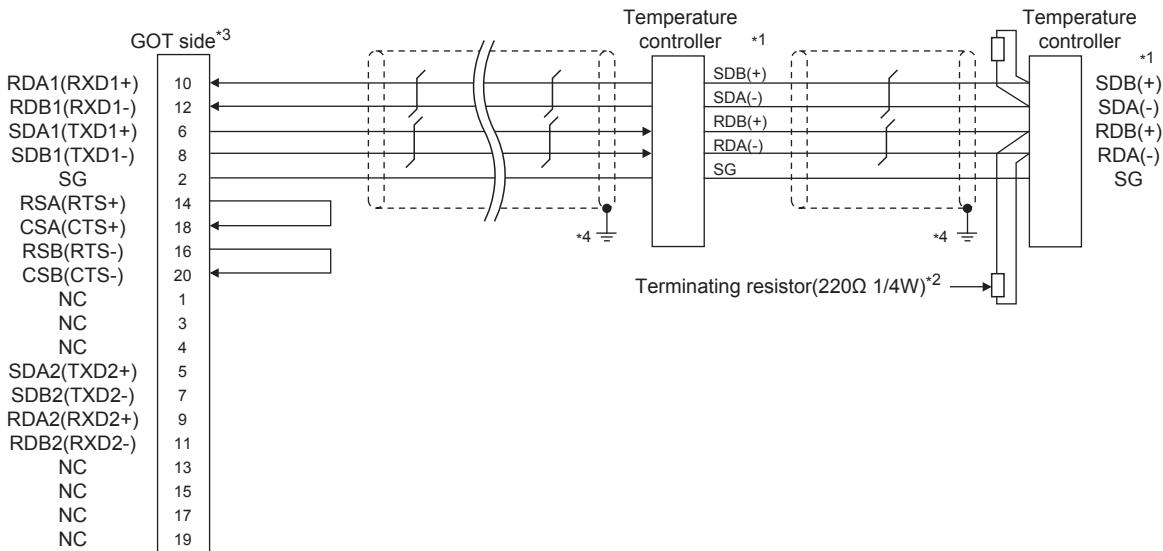 GOT side*3
Temperature
controller *1
Temperature
controller
*1
RDA1(RXD1+) 10 SDB(+) SDB(+)
RDB1(RXD1-) 12 SDA(-) SDA(-)
SDA1(TXD1+) 6 RDB(+) RDB(+)
SDB1(TXD1-) 8 RDA(-) RDA(-)
SG 2 SG SG
RSA(RTS+) 14
CSA(CTS+) 18
*4 *4
RSB(RTS-) 16
CSB(CTS-) 20
Terminating resistor(220Ω 1/4W)*2
NC 1
NC 3
NC 4
SDA2(TXD2+) 5
SDB2(TXD2-) 7
RDA2(RXD2+) 9
RDB2(RXD2-) 11
NC 13
NC 15
NC 17
NC 19